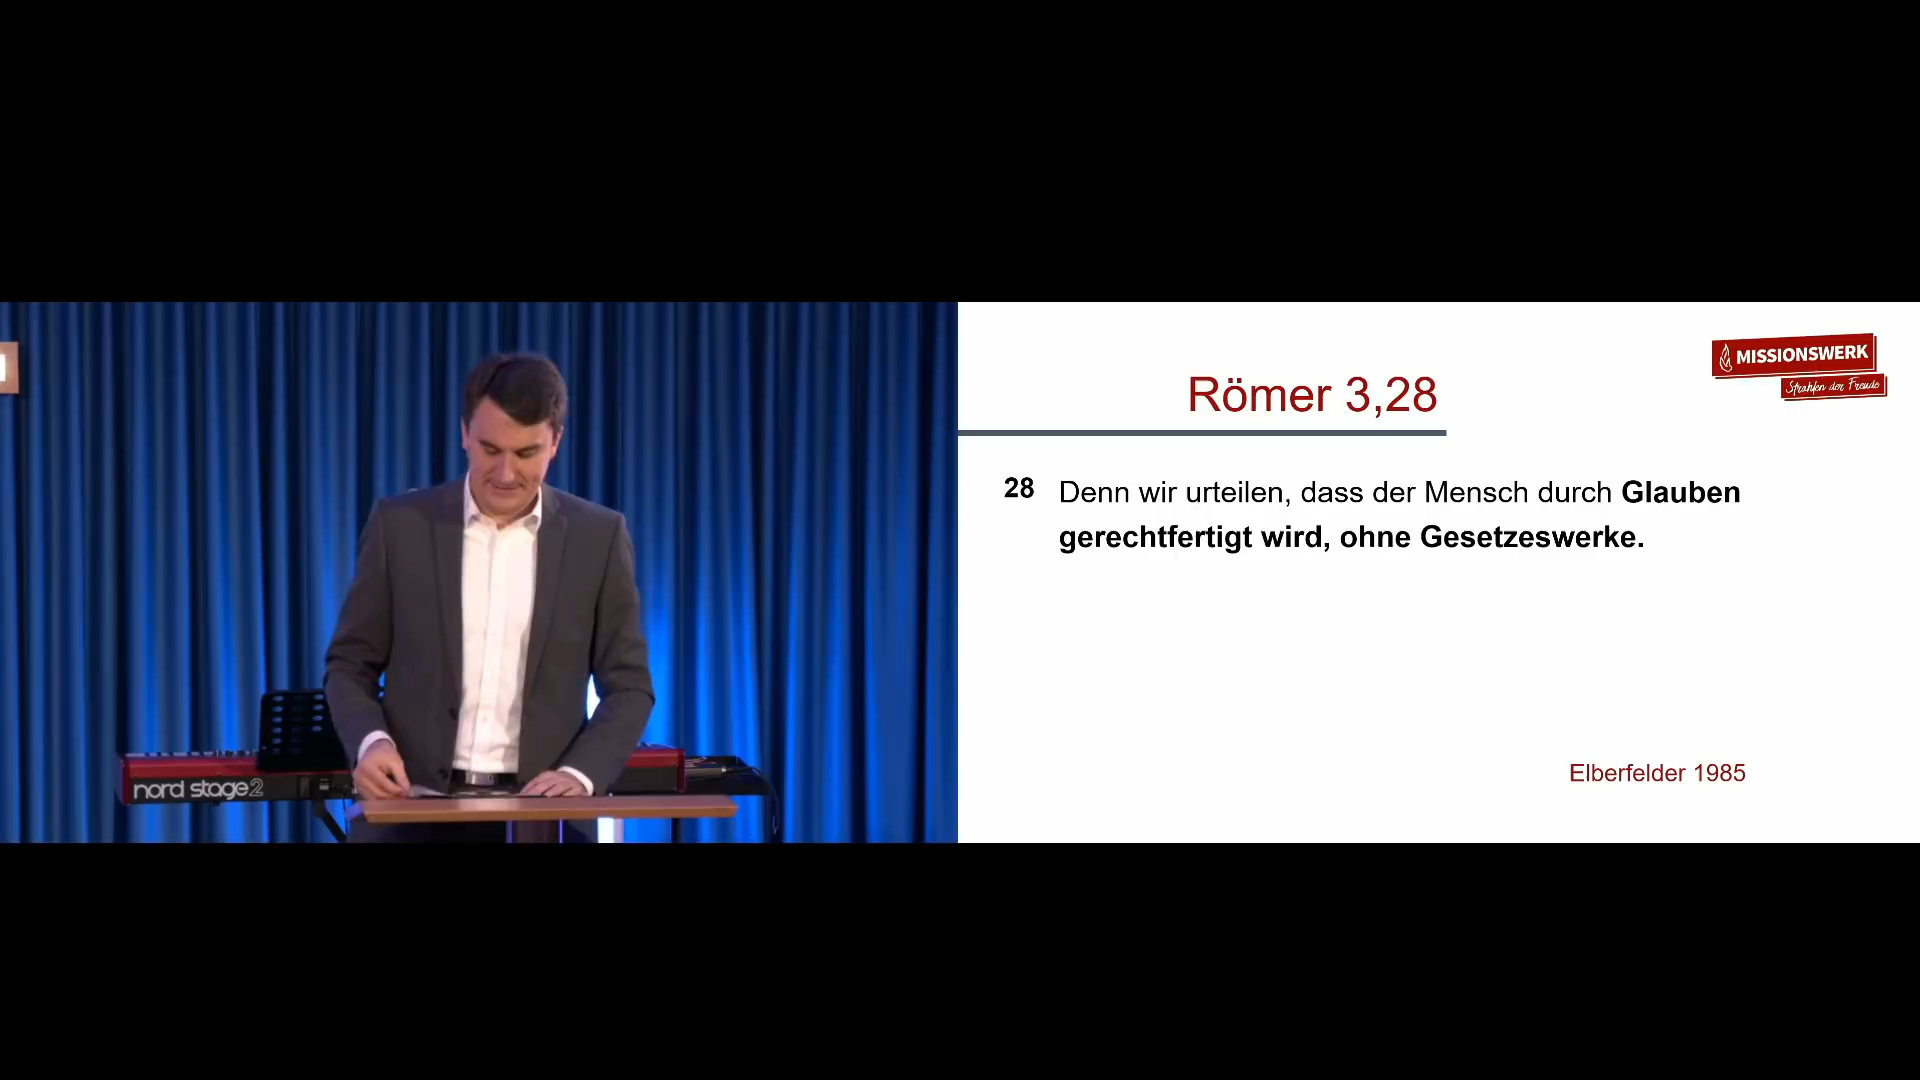 MISSIONSWERK
Strahlen der Freude
Römer 3,28
28 Denn wir urteilen, dass der Mensch durch Glauben
gerechtfertigt wird, ohne Gesetzeswerke.
nord stage2
Elberfelder 1985